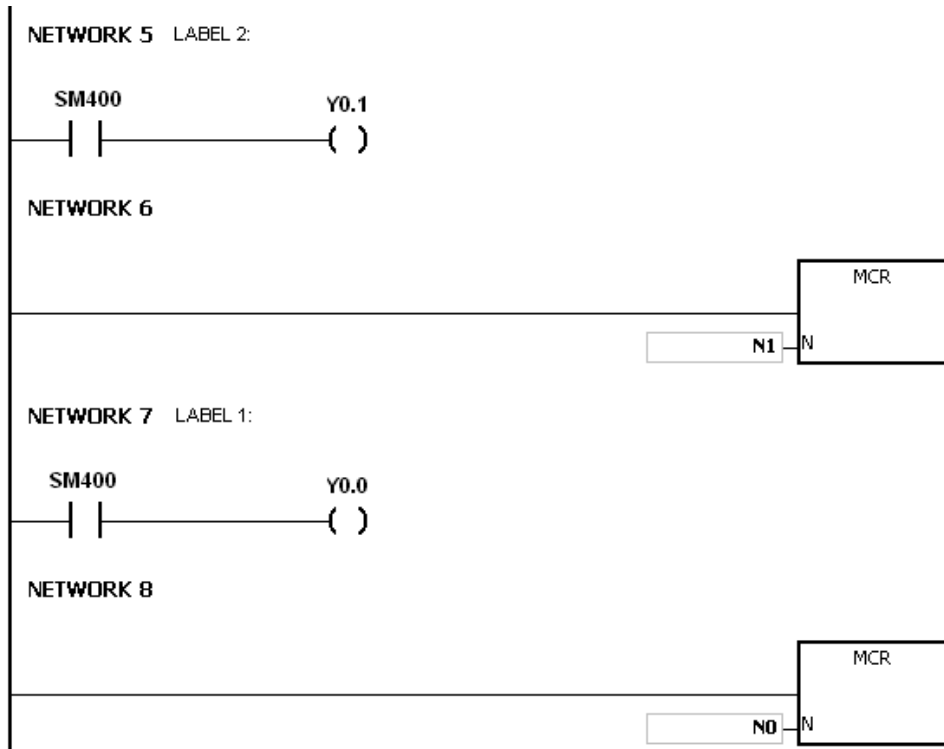 NETWORK 5 LABEL 2:
SM400 Y0.1
NETWORK 6
MCR
N1 N
NETWORK 7 LABEL 1:
SM400 Y0.0
NETWORK 8
MCR
N0 N